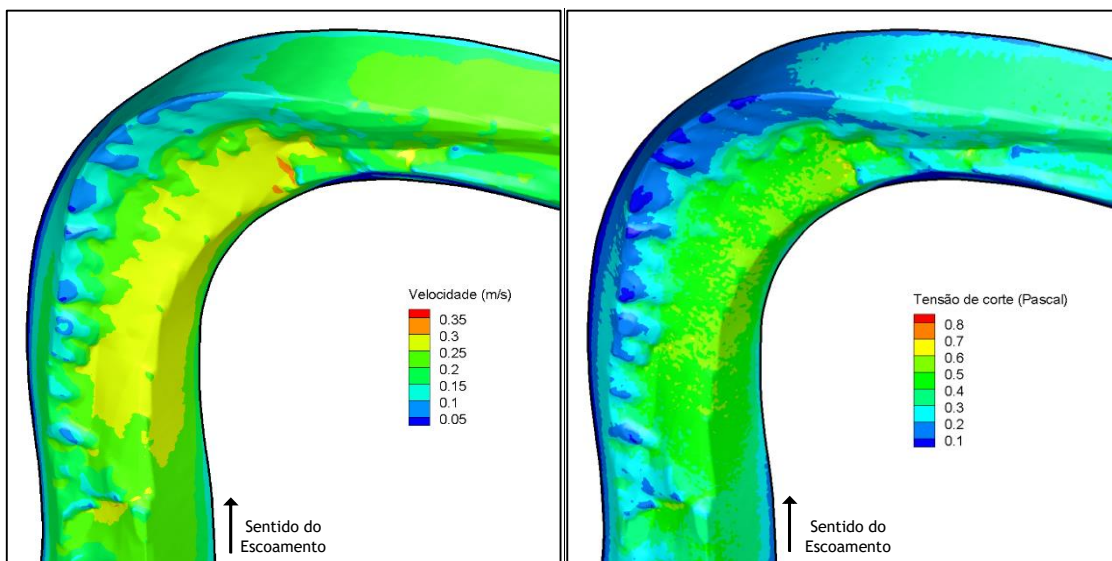 Velocidade (m/s)
0.35
0.3
0.25
0.2
0.15
0.1
0.05
Sentido do
Escoamento
Tensão de corte (Pascal)
0.8
0.7
0.6
0.5
0.4
0.3
0.2
0.1
Sentido do
Escoamento